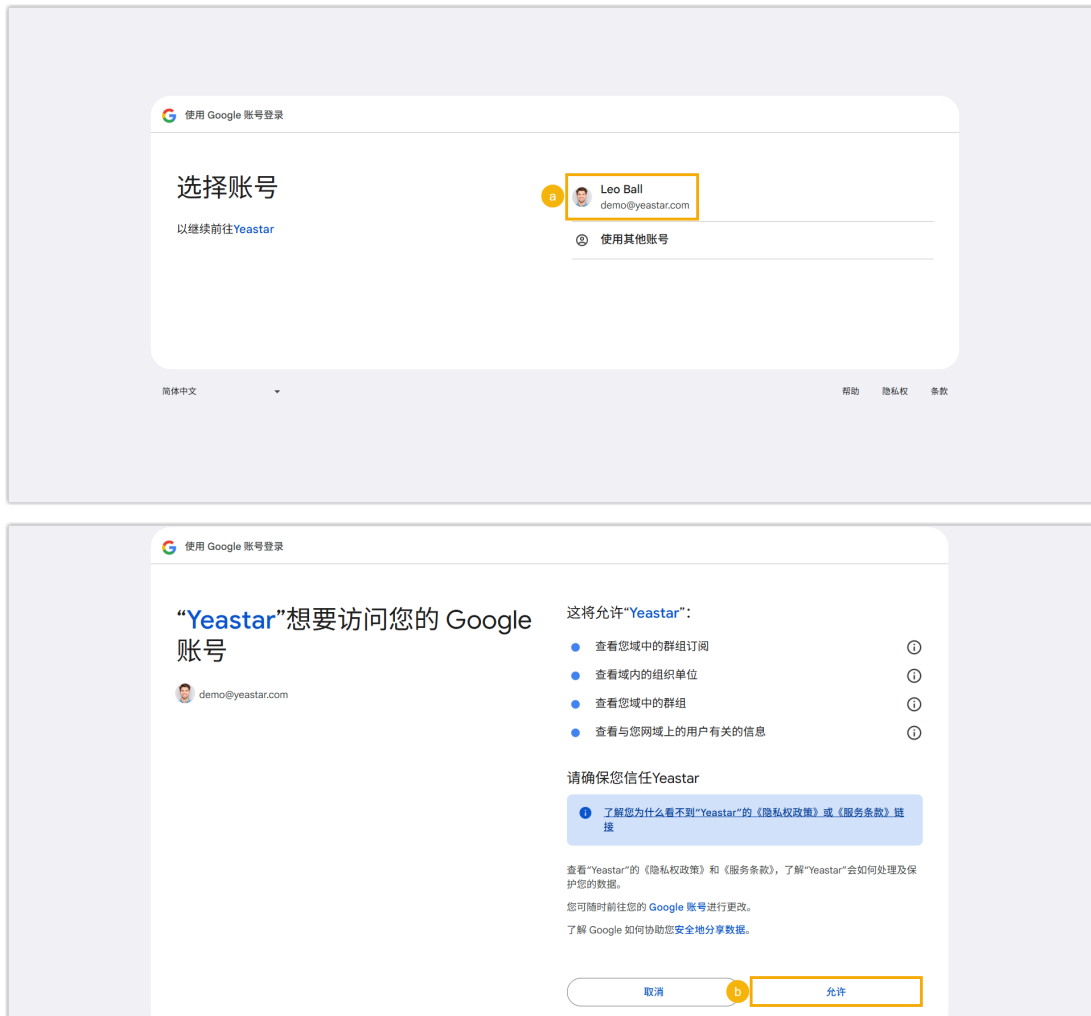 使用 Google 账号登录
选择账号
以继续前往Yeastar
a
Leo Ball
demo@yeastar.com
使用其他账号
简体中文
帮助 隐私权 条款
使用 Google 账号登录
“Yeastar”想要访问您的 Google
账号
demo@yeastar.com
这将允许“Yeastar”：
查看您域中的群组订阅
查看域内的组织单位
查看您域中的群组
查看与您网域上的用户有关的信息
请确保您信任Yeastar
了解您为什么看不到“Yeastar”的《隐私权政策》或《服务条款》链
接
查看“Yeastar”的《隐私权政策》和《服务条款》，了解“Yeastar”会如何处理及保
护您的数据。
您可随时前往您的 Google 账号进行更改。
了解 Google 如何协助您安全地分享数据。
取消
b
允许